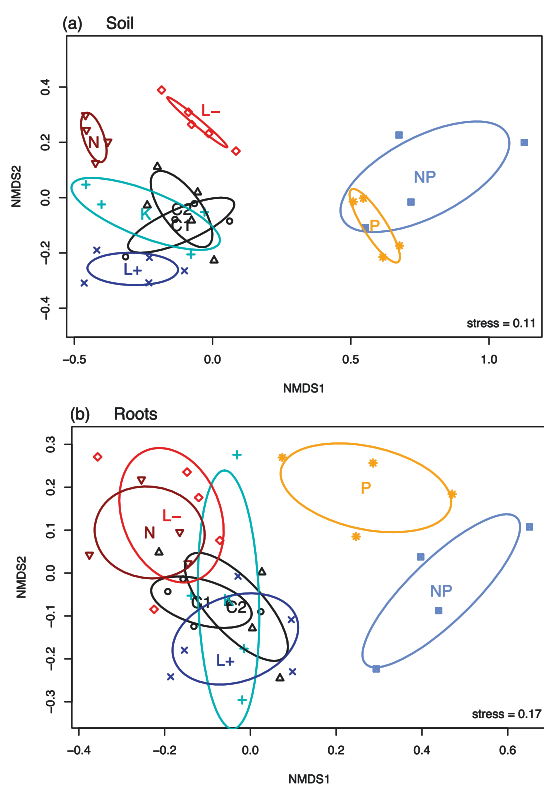 (a) Soil
NMDS2
0.4
0.2
0.0
−0.2
−0.4
L−
N
C2
K
C1
L+
NP
P
stress = 0.11
−0.5 0.0 0.5 1.0
NMDS1
(b) Roots
NMDS2
0.3
0.2
0.1
0.0
−0.1
−0.2
−0.3
P
L−
N
NP
C1 K C2
L+
stress = 0.17
−0.4 −0.2 0.0 0.2 0.4 0.6
NMDS1